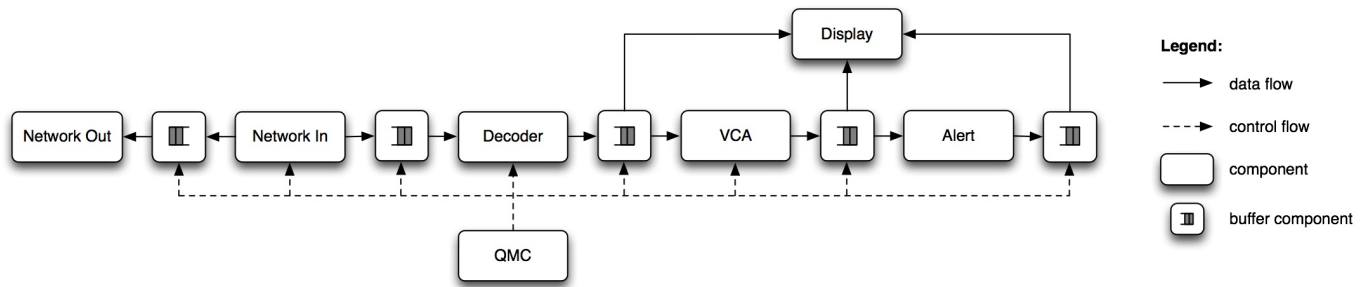 Display
Legend:
data flow
Network Out
Network In
Decoder
VCA
Alert
control flow
component
buffer component
QMC